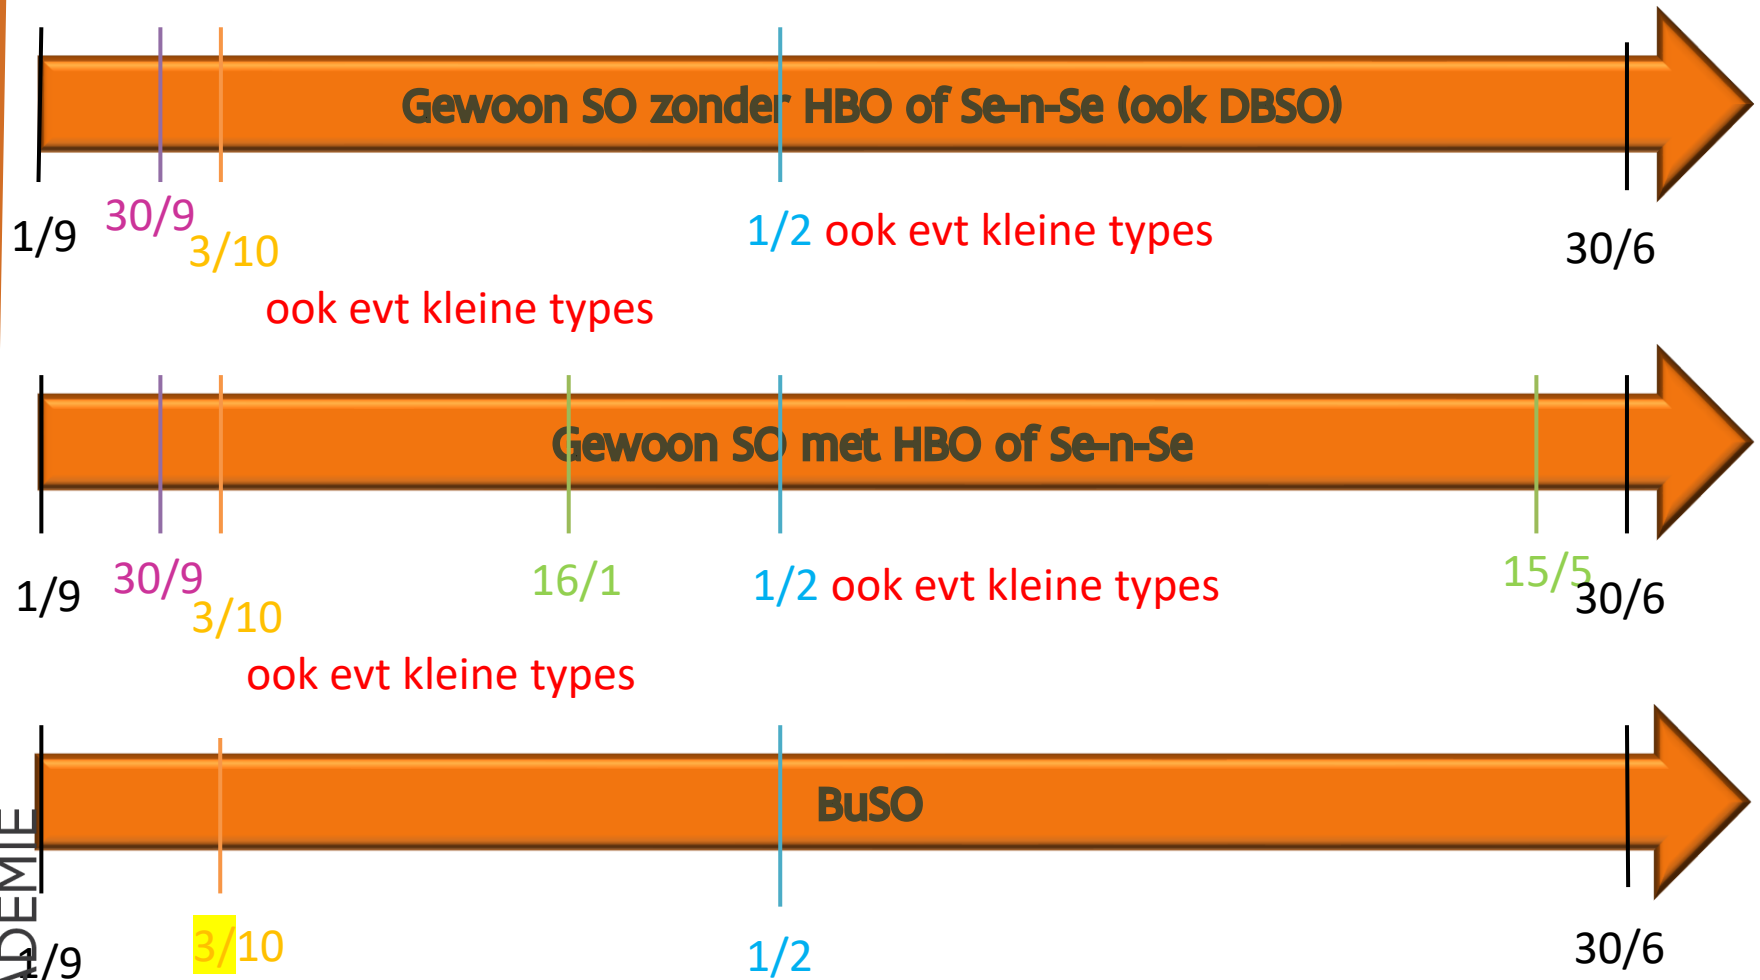 Gewoon SO zonder HBO of Se-n-Se (ook DBSO)
1/9
30/9
3/10
ook evt kleine types
1/2 ook evt kleine types
30/6
Gewoon SO met HBO of Se-n-Se
1/9
30/9
3/10
ook evt kleine types
16/1
1/2 ook evt kleine types
15/5
30/6
BuSO
1/9
3/10
1/2
30/6